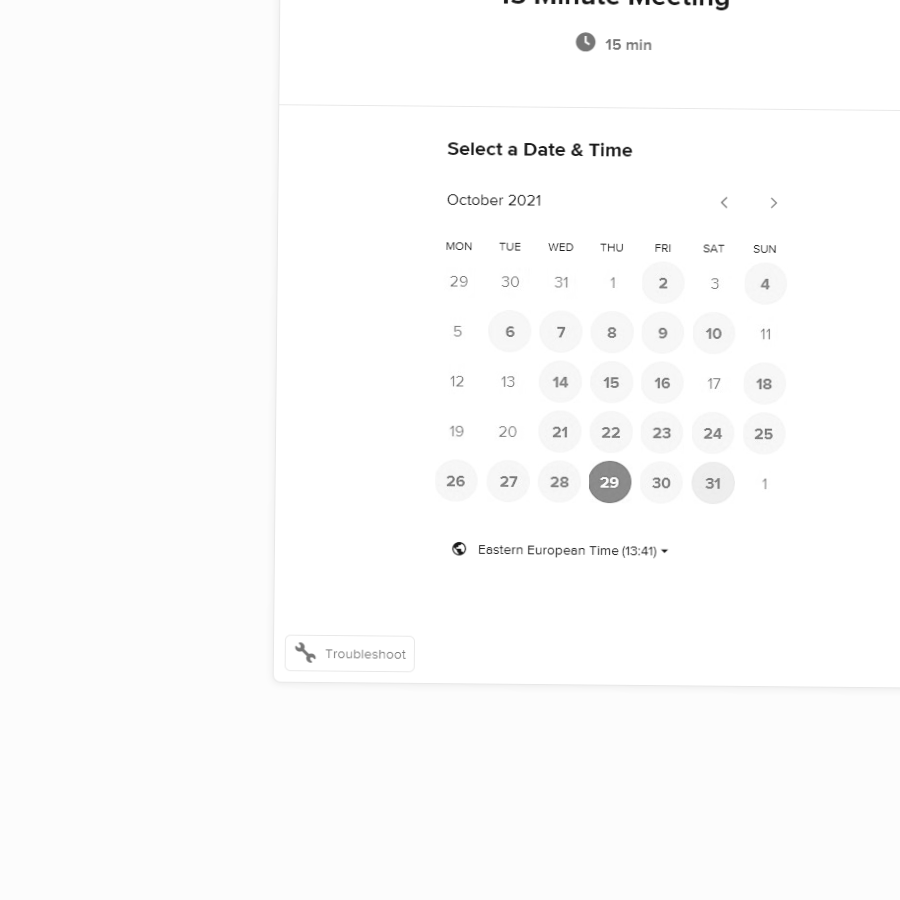 15 Minute Meeting
15 min
Select a Date & Time
October 2021
MON TUE WED THU FRI SAT SUN
29 30 31 1 2 3 4
5 6 7 8 9 10 11
12 13 14 15 16 17 18
19 20 21 22 23 24 25
26 27 28 29 30 31 1
Eastern European Time (13:41)
Troubleshoot